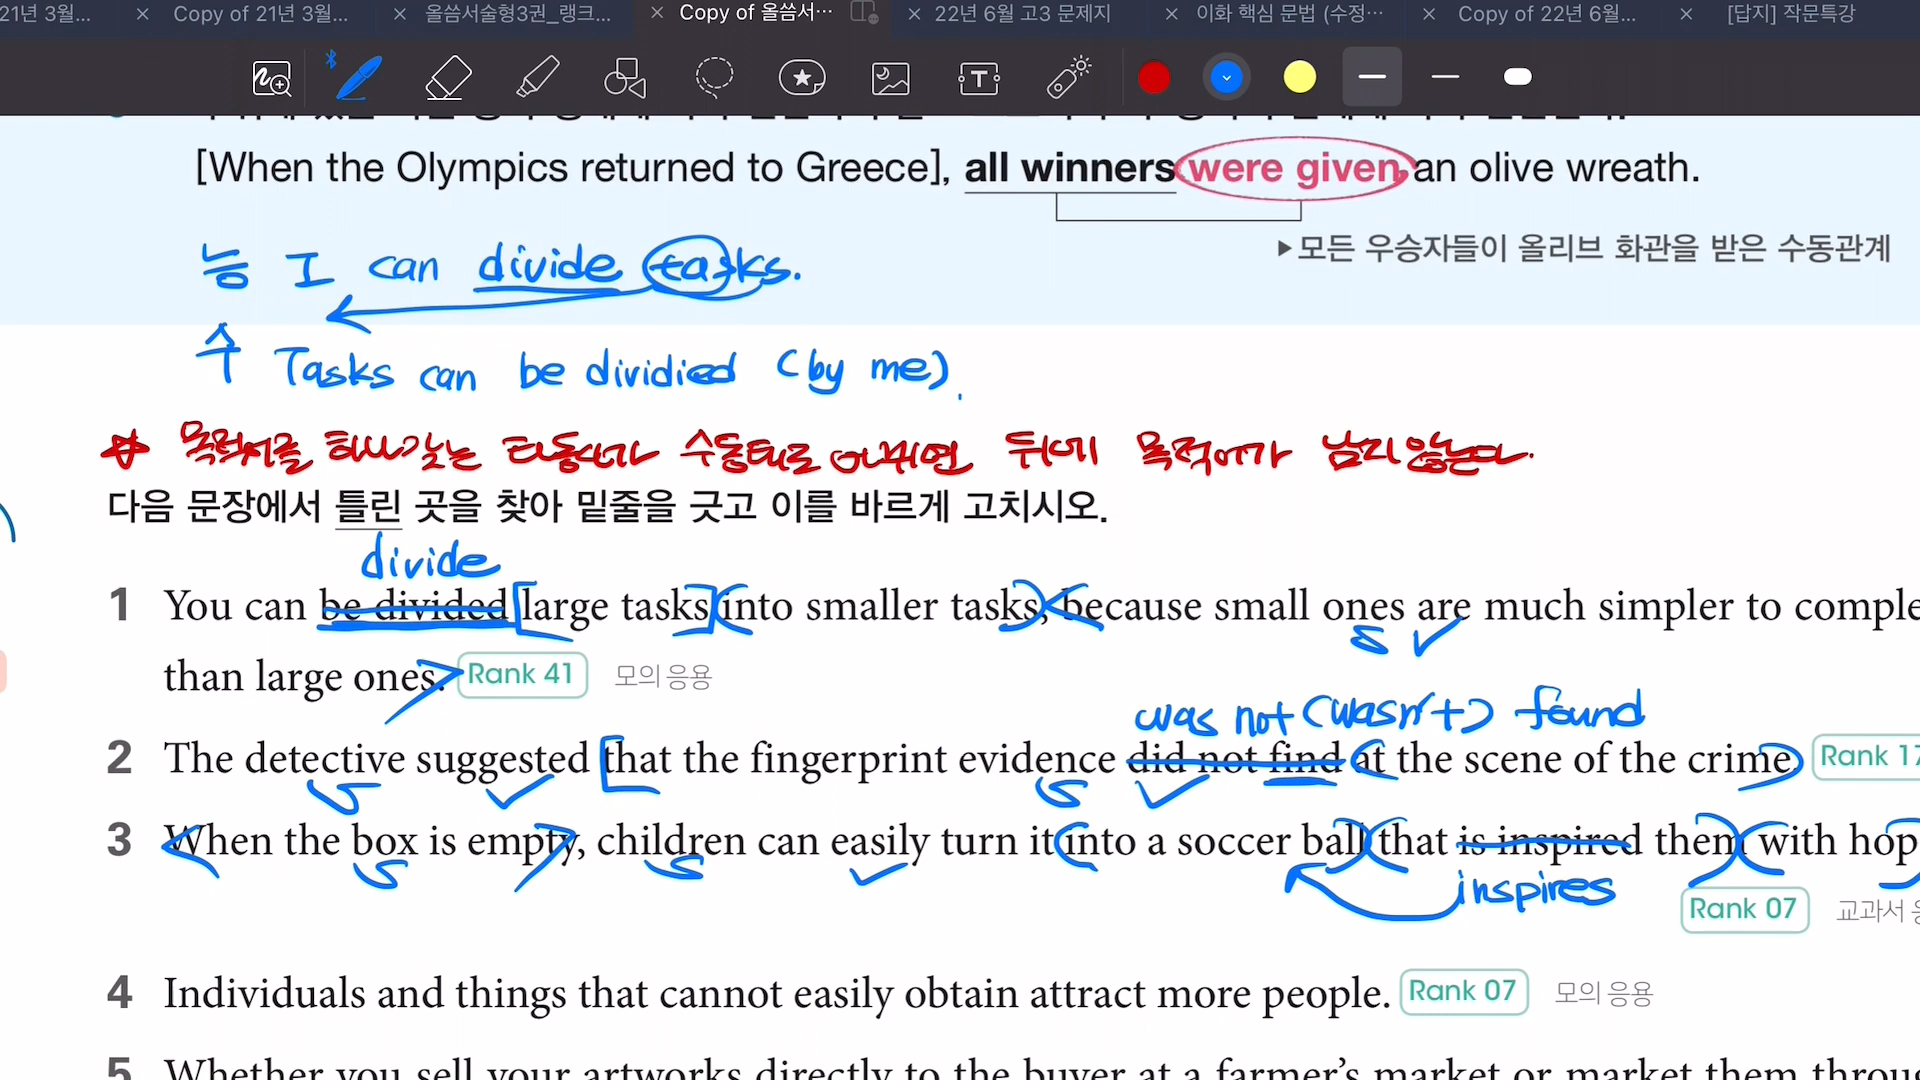 21년 3월... × Copy of 21년 3월... × 올씀서술형3권_랭크... × Copy of 올씀서... × 22년 6월 고3 문제지 × 이화 핵심 문법 (수정... × Copy of 22년 6월... × [답지] 작문특강
[When the Olympics returned to Greece], all winners were given an olive wreath.
▶모든 우승자들이 올리브 화관을 받은 수동관계
능 I can divide tasks.
수 Tasks can be dividied (by me).
목적어를 하나 갖는 타동사가 수동태로 바뀌면 뒤에 목적어가 남지 않는다.
다음 문장에서 틀린 곳을 찾아 밑줄을 긋고 이를 바르게 고치시오.
divide
1 You can be divided [large tasks] (into smaller tasks), because small ones are much simpler to comple
S
than large ones. Rank 41 모의 응용
was not (wasn't) found
2 The detective suggested [that the fingerprint evidence did not find (at the scene of the crime) Rank 17
S S
3 <When the box is empty>, children can easily turn it (into a soccer ball) (that is inspired them) (with hop
S S
inspires
Rank 07 교과서
4 Individuals and things that cannot easily obtain attract more people. Rank 07 모의 응용
5 Whether you sell your artworks directly to the buyer at a farmer's market or market them throu